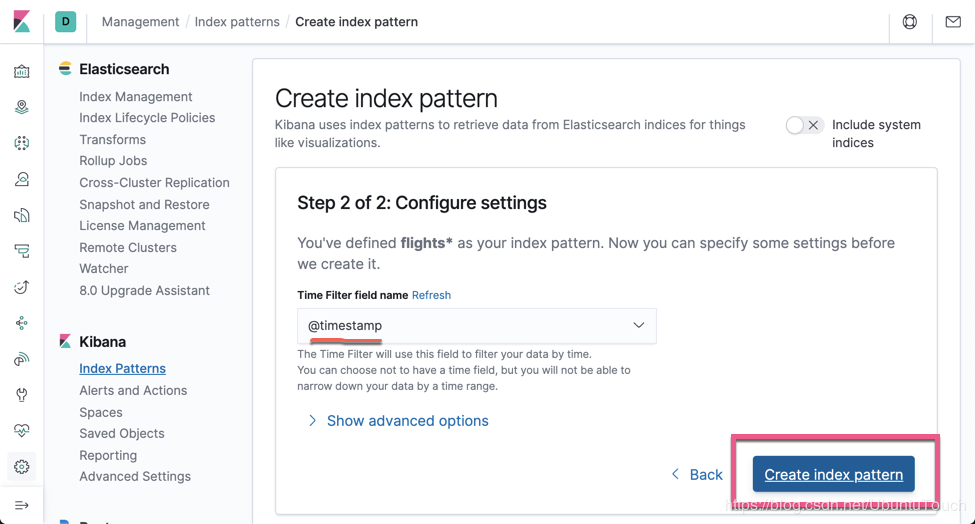 D
Management / Index patterns / Create index pattern
Elasticsearch
Index Management
Index Lifecycle Policies
Transforms
Rollup Jobs
Cross-Cluster Replication
Snapshot and Restore
License Management
Remote Clusters
Watcher
8.0 Upgrade Assistant
Kibana
Index Patterns
Alerts and Actions
Spaces
Saved Objects
Reporting
Advanced Settings
Create index pattern
Kibana uses index patterns to retrieve data from Elasticsearch indices for things
like visualizations.
Include system
indices
Step 2 of 2: Configure settings
You've defined flights* as your index pattern. Now you can specify some settings before
we create it.
Time Filter field name Refresh
@timestamp
The Time Filter will use this field to filter your data by time.
You can choose not to have a time field, but you will not be able to
narrow down your data by a time range.
Show advanced options
Back
Create index pattern
https://blog.csdn.net/UbuntuTouch